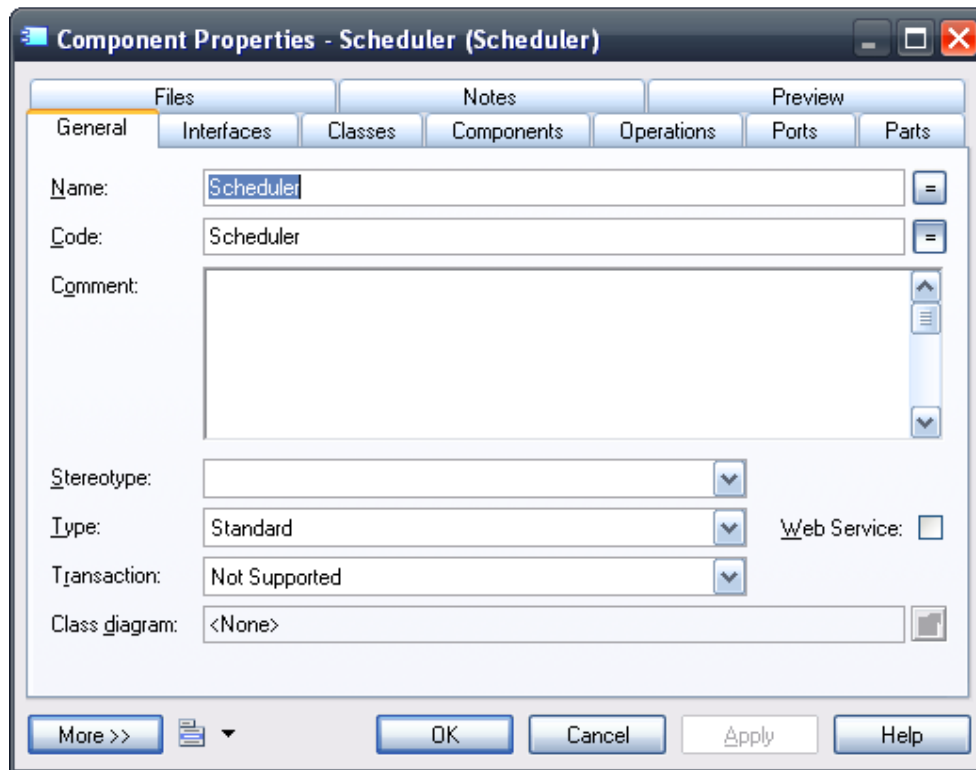 Component Properties - Scheduler (Scheduler)
Files Notes Preview
General Interfaces Classes Components Operations Ports Parts
Name: Scheduler =
Code: Scheduler =
Comment:
Stereotype:
Type: Standard Web Service:
Transaction: Not Supported
Class diagram: <None>
More >> OK Cancel Apply Help